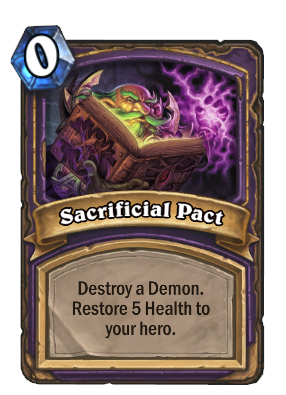 0
Sacrificial Pact
Destroy a Demon.
Restore 5 Health to
your hero.